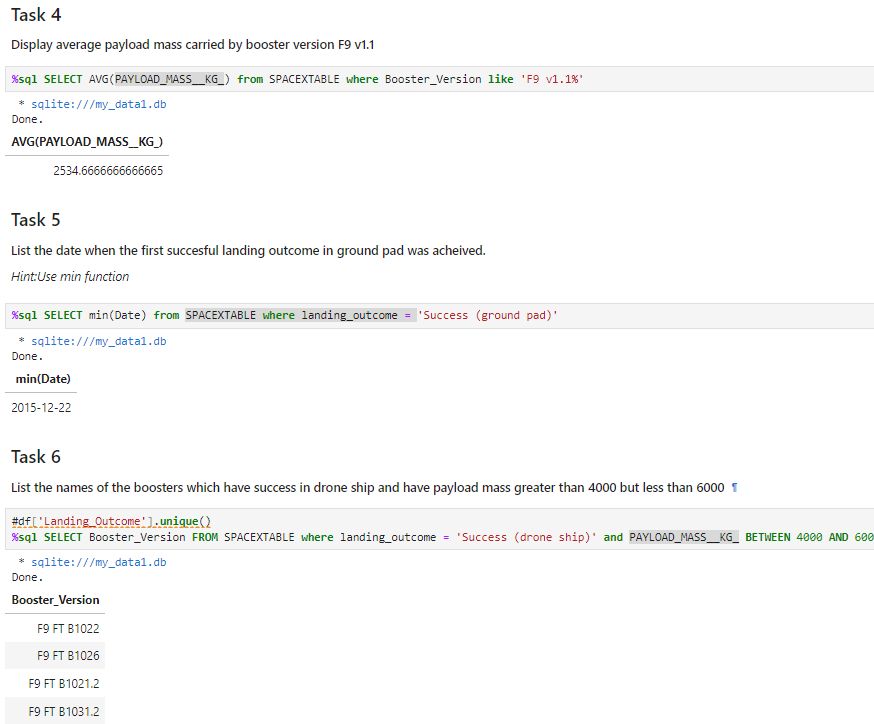 Task 4
Display average payload mass carried by booster version F9 v1.1
%sql SELECT AVG(PAYLOAD_MASS__KG_) from SPACEXTABLE where Booster_Version like 'F9 v1.1%'
* sqlite:///my_data1.db
Done.
AVG(PAYLOAD_MASS__KG_)
2534.6666666666665
Task 5
List the date when the first succesful landing outcome in ground pad was acheived.
Hint:Use min function
%sql SELECT min(Date) from SPACEXTABLE where landing_outcome = 'Success (ground pad)'
* sqlite:///my_data1.db
Done.
min(Date)
2015-12-22
Task 6
List the names of the boosters which have success in drone ship and have payload mass greater than 4000 but less than 6000 ¶
#df['Landing_Outcome'].unique()
%sql SELECT Booster_Version FROM SPACEXTABLE where landing_outcome = 'Success (drone ship)' and PAYLOAD_MASS__KG_ BETWEEN 4000 AND 600
* sqlite:///my_data1.db
Done.
Booster_Version
F9 FT B1022
F9 FT B1026
F9 FT B1021.2
F9 FT B1031.2